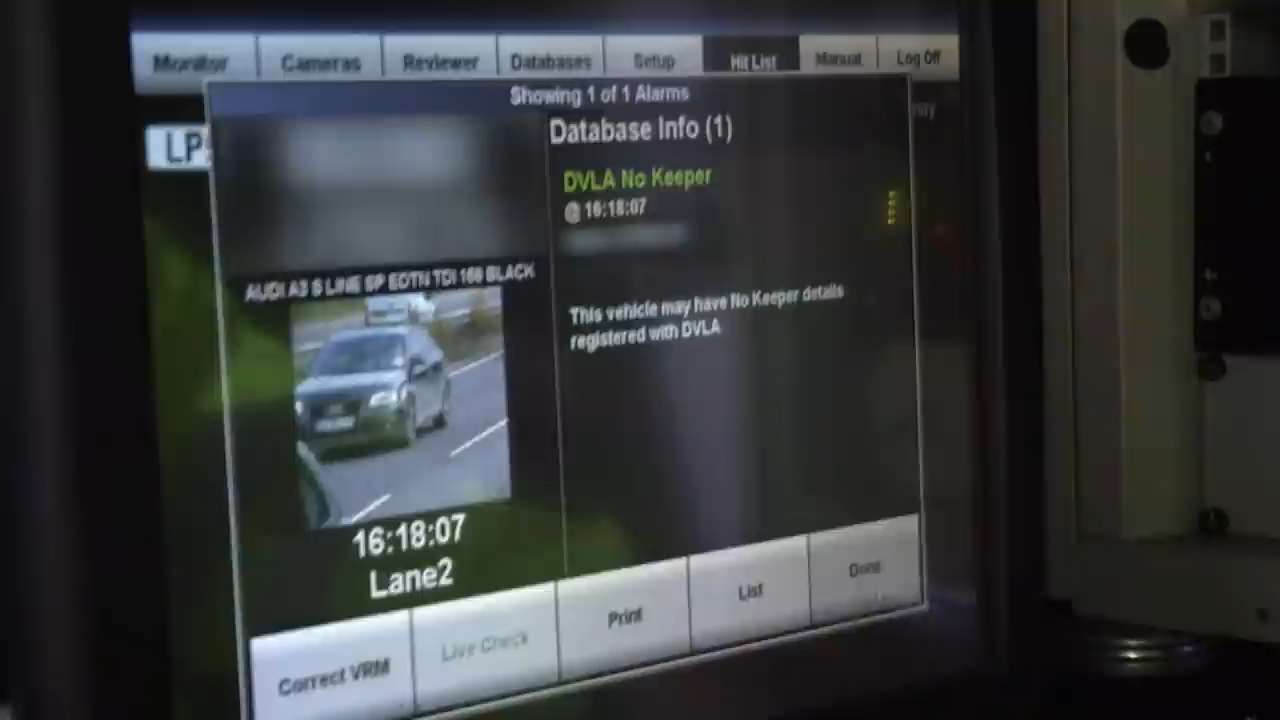 Monitor
Cameras
Reviewer
Databases
Setup
Hit List
Manual
Log Off
Showing 1 of 1 Alarms
LP
Database Info (1)
DVLA No Keeper
@ 16:18:07
AUDI A3 S LINE SP EDTN TDI 168 BLACK
This vehicle may have No Keeper details
registered with DVLA
16:18:07
Lane2
Correct VRM
Live Check
Print
List
Done